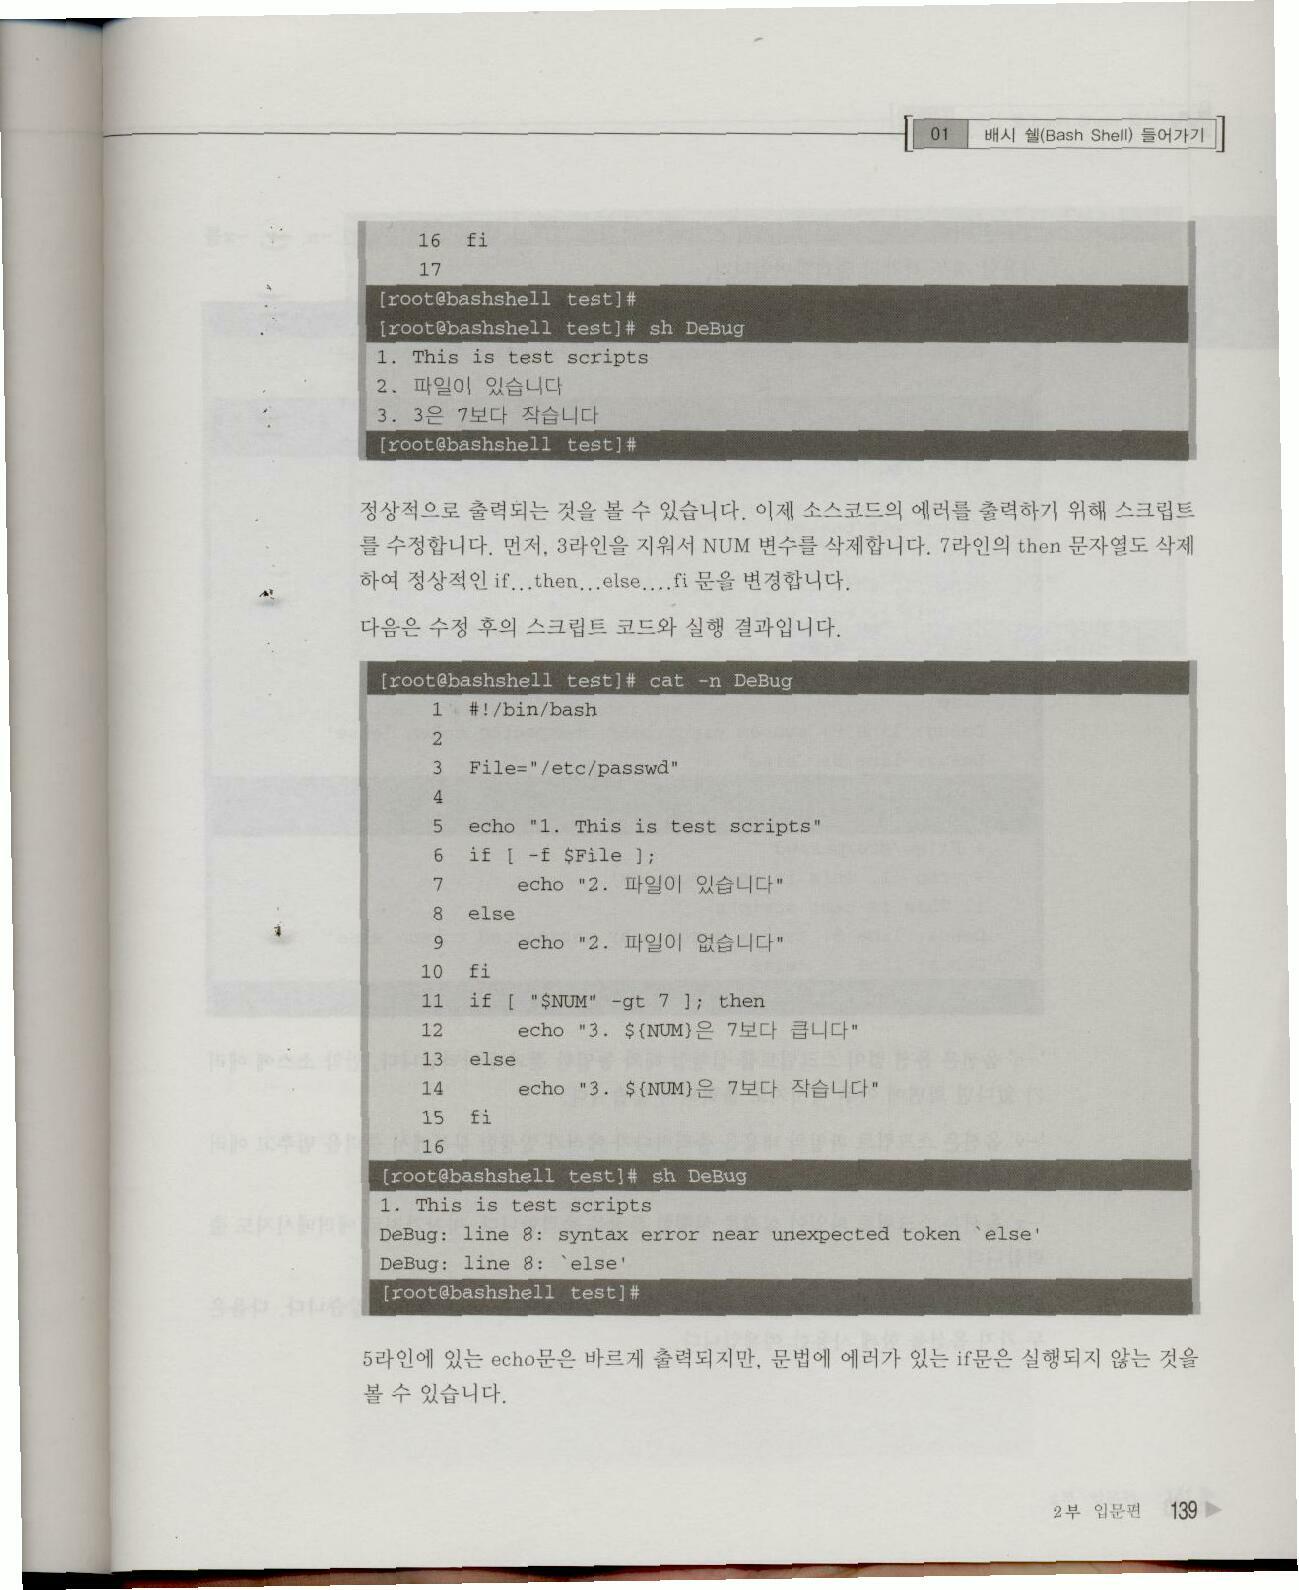 01 배시 쉘(Bash Shell) 들어가기
16 fi
17
[root@bashshell test]#
[root@bashshell test]# sh DeBug
1. This is test scripts
2. 파일이 있습니다
3. 3은 7보다 작습니다
[root@bashshell test]#
정상적으로 출력되는 것을 볼 수 있습니다. 이제 소스코드의 에러를 출력하기 위해 스크립트
를 수정합니다. 먼저, 3라인을 지워서 NUM 변수를 삭제합니다. 7라인의 then 문자열도 삭제
하여 정상적인 if...then...else....fi 문을 변경합니다.
다음은 수정 후의 스크립트 코드와 실행 결과입니다.
[root@bashshell test]# cat -n DeBug
1 #!/bin/bash
2
3 File="/etc/passwd"
4
5 echo "1. This is test scripts"
6 if [ -f $File ];
7 echo "2. 파일이 있습니다"
8 else
9 echo "2. 파일이 없습니다"
10 fi
11 if [ "$NUM" -gt 7 ]; then
12 echo "3. ${NUM}은 7보다 큽니다"
13 else
14 echo "3. ${NUM}은 7보다 작습니다"
15 fi
16
[root@bashshell test]# sh DeBug
1. This is test scripts
DeBug: line 8: syntax error near unexpected token `else'
DeBug: line 8: `else'
[root@bashshell test]#
5라인에 있는 echo문은 바르게 출력되지만, 문법에 에러가 있는 if문은 실행되지 않는 것을
볼 수 있습니다.
2부 입문편 139